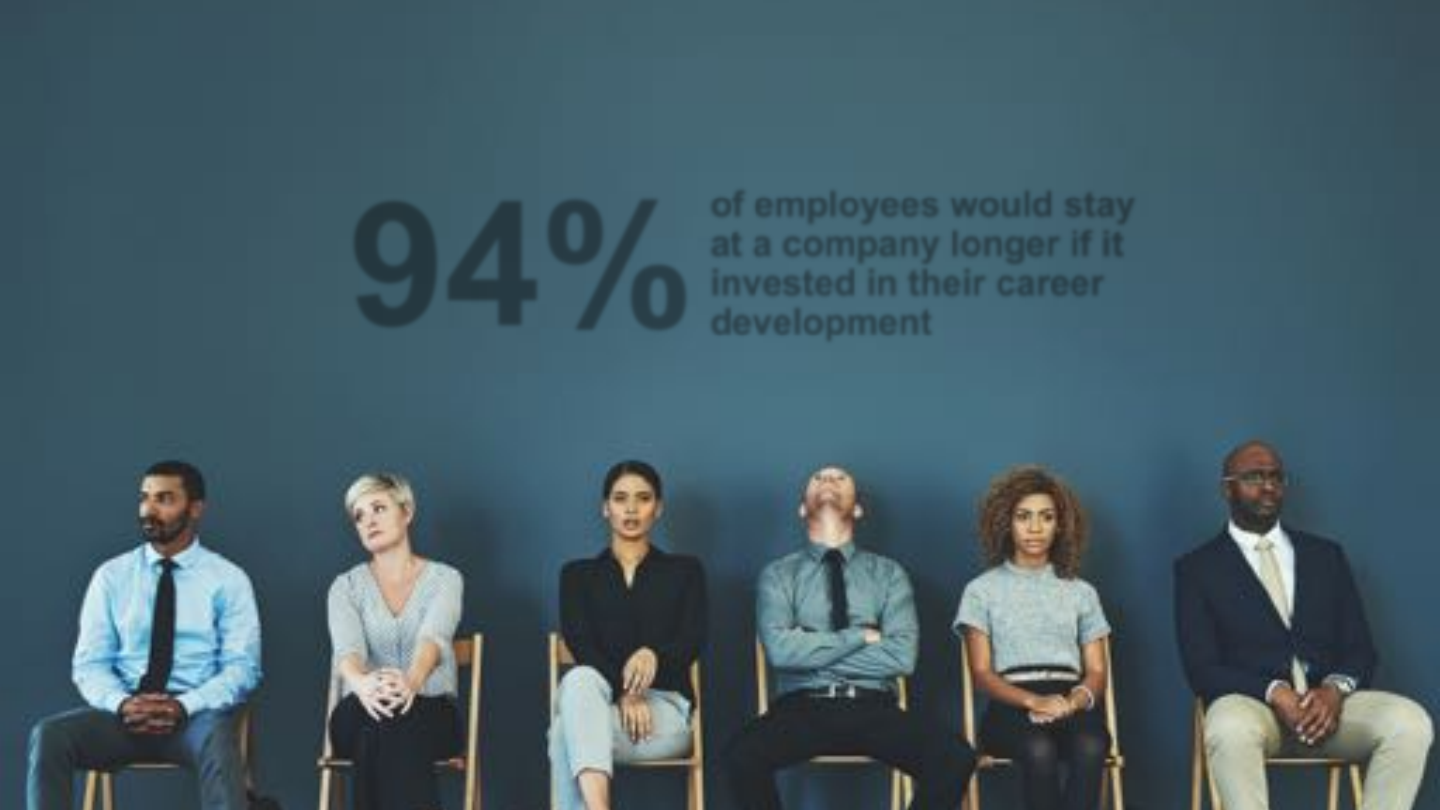 94%
of employees would stay
at a company longer if it
invested in their career
development